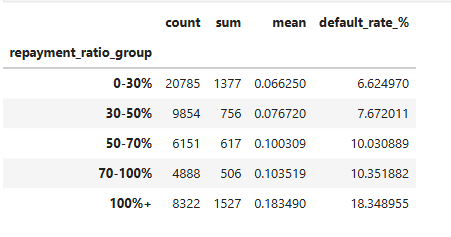 count sum mean default_rate_%
repayment_ratio_group
0-30% 20785 1377 0.066250 6.624970
30-50% 9854 756 0.076720 7.672011
50-70% 6151 617 0.100309 10.030889
70-100% 4888 506 0.103519 10.351882
100%+ 8322 1527 0.183490 18.348955